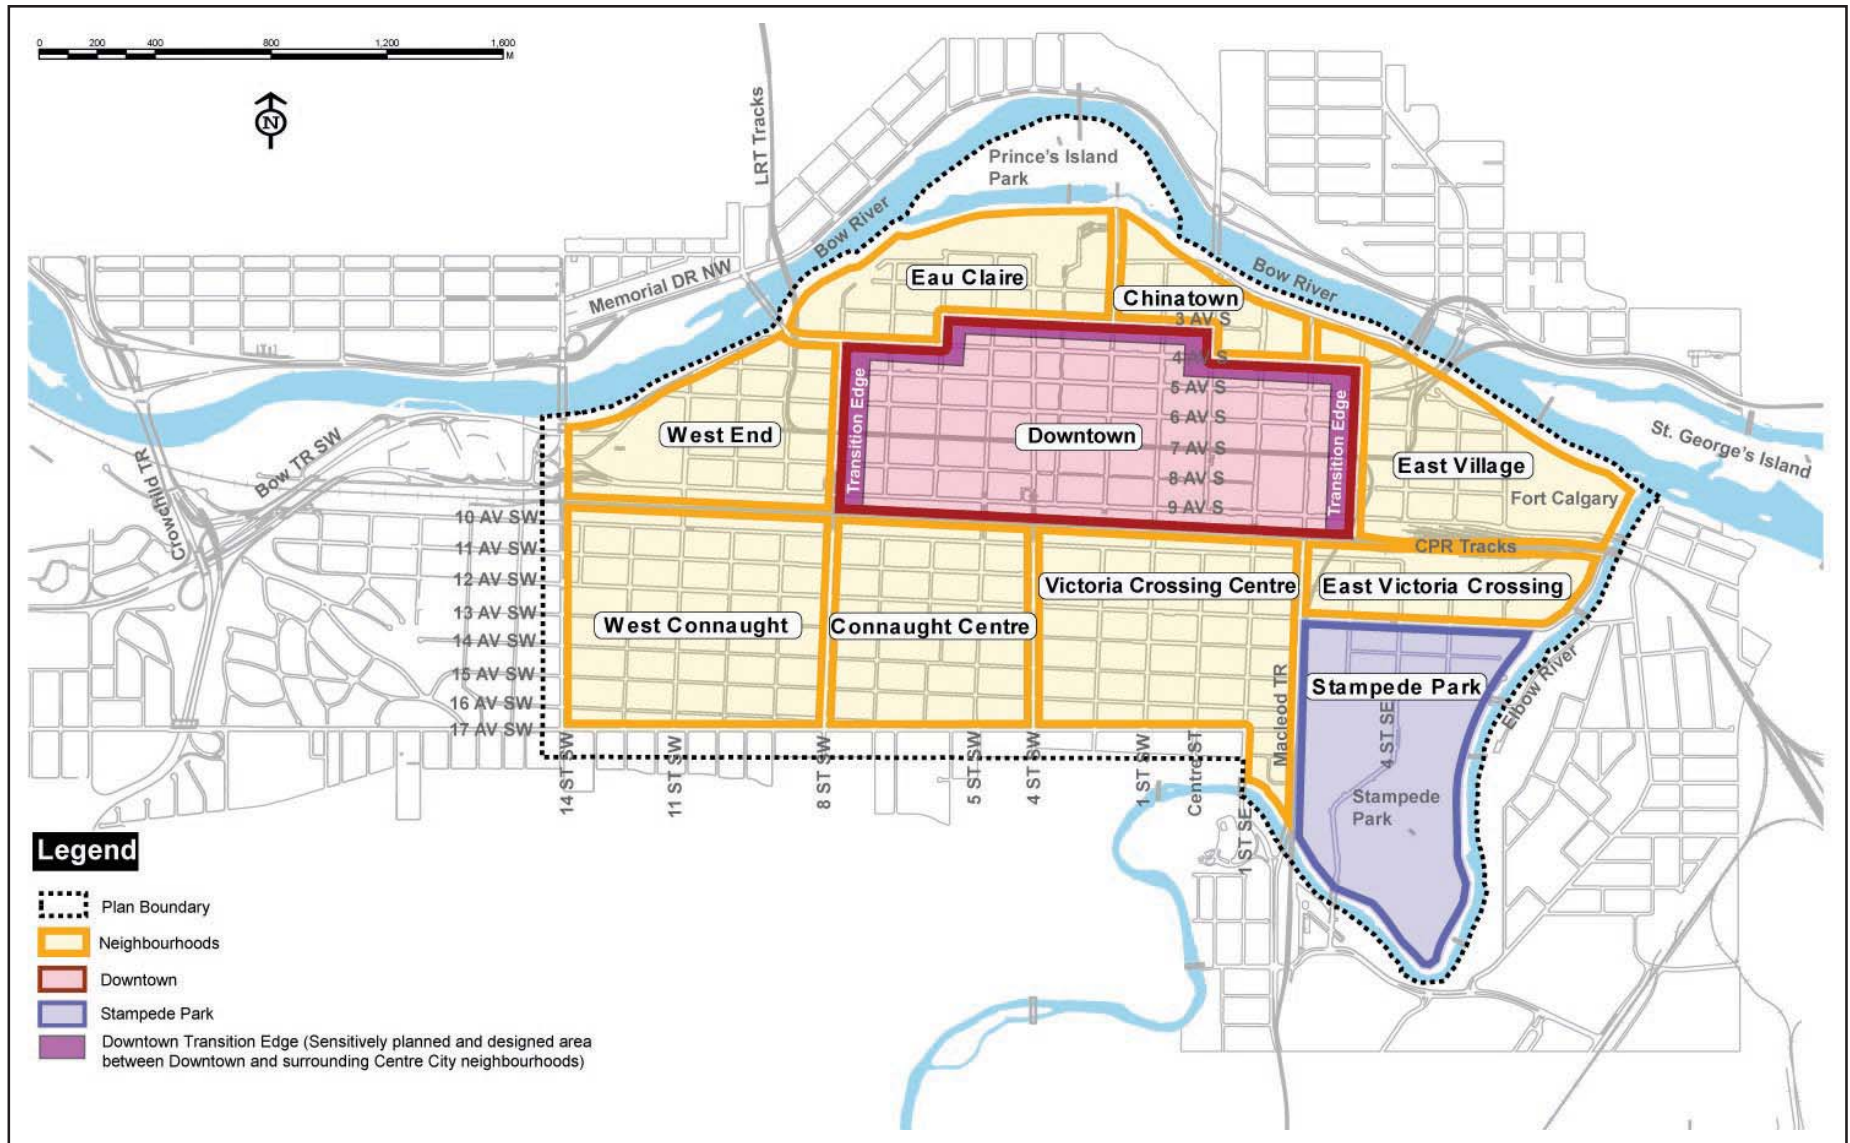 0 200 400 800 1,200 1,600
M
N
LRT Tracks
Prince's Island
Park
Bow River
Memorial DR NW
Bow River
Eau Claire
Chinatown
3 AV S
4 AV S
5 AV S
6 AV S
7 AV S
8 AV S
9 AV S
Transition Edge
Transition Edge
West End
Downtown
East Village
St. George's Island
Fort Calgary
Crowchild TR
Bow TR SW
CPR Tracks
10 AV SW
11 AV SW
12 AV SW
13 AV SW
14 AV SW
15 AV SW
16 AV SW
17 AV SW
West Connaught
Connaught Centre
Victoria Crossing Centre
East Victoria Crossing
Stampede Park
Elbow River
Macleod TR
4 ST SE
Stampede
Park
14 ST SW
11 ST SW
8 ST SW
5 ST SW
4 ST SW
1 ST SW
Centre ST
1 ST SE
Legend
Plan Boundary
Neighbourhoods
Downtown
Stampede Park
Downtown Transition Edge (Sensitively planned and designed area
between Downtown and surrounding Centre City neighbourhoods)